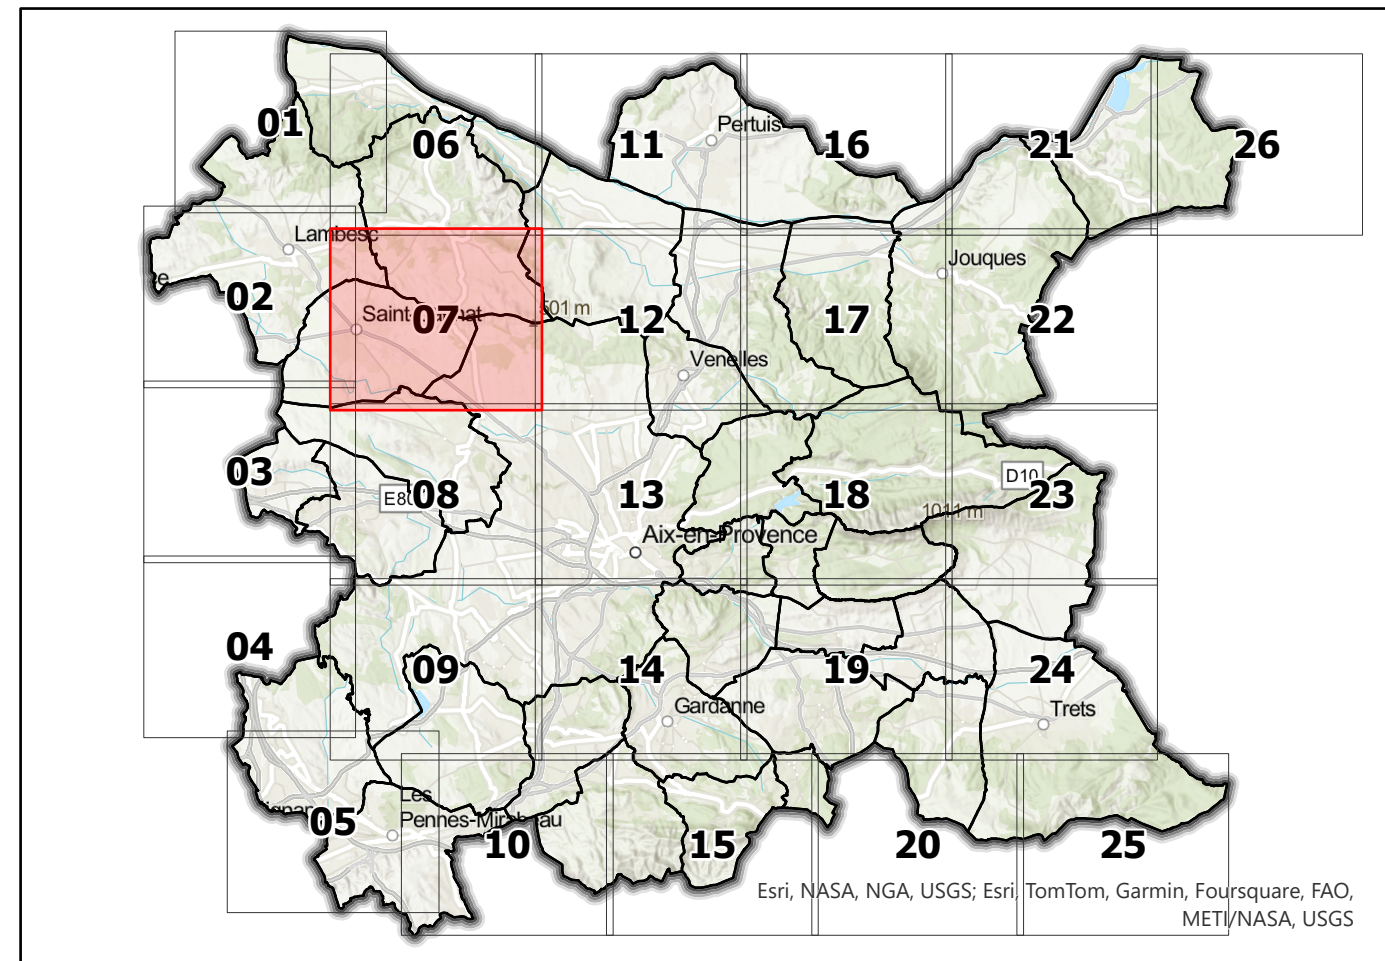 01
06
11
Pertuis
16
21
26
Lambesc
02
07
501 m
12
Venelles
17
Jouques
22
03
E80
08
13
Aix-en-Provence
18
D10
1011 m
23
04
09
14
Gardanne
19
24
Trets
05
Les
Pennes-Mirabeau
10
15
20
25
Esri, NASA, NGA, USGS; Esri, TomTom, Garmin, Foursquare, FAO,
METI/NASA, USGS